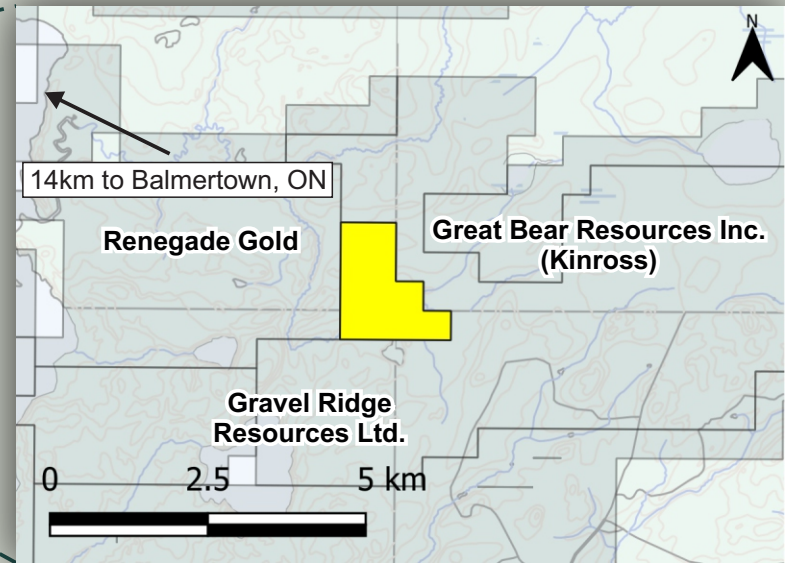 N
14km to Balmertown, ON
Renegade Gold
Great Bear Resources Inc.
(Kinross)
Gravel Ridge
Resources Ltd.
0 2.5 5 km